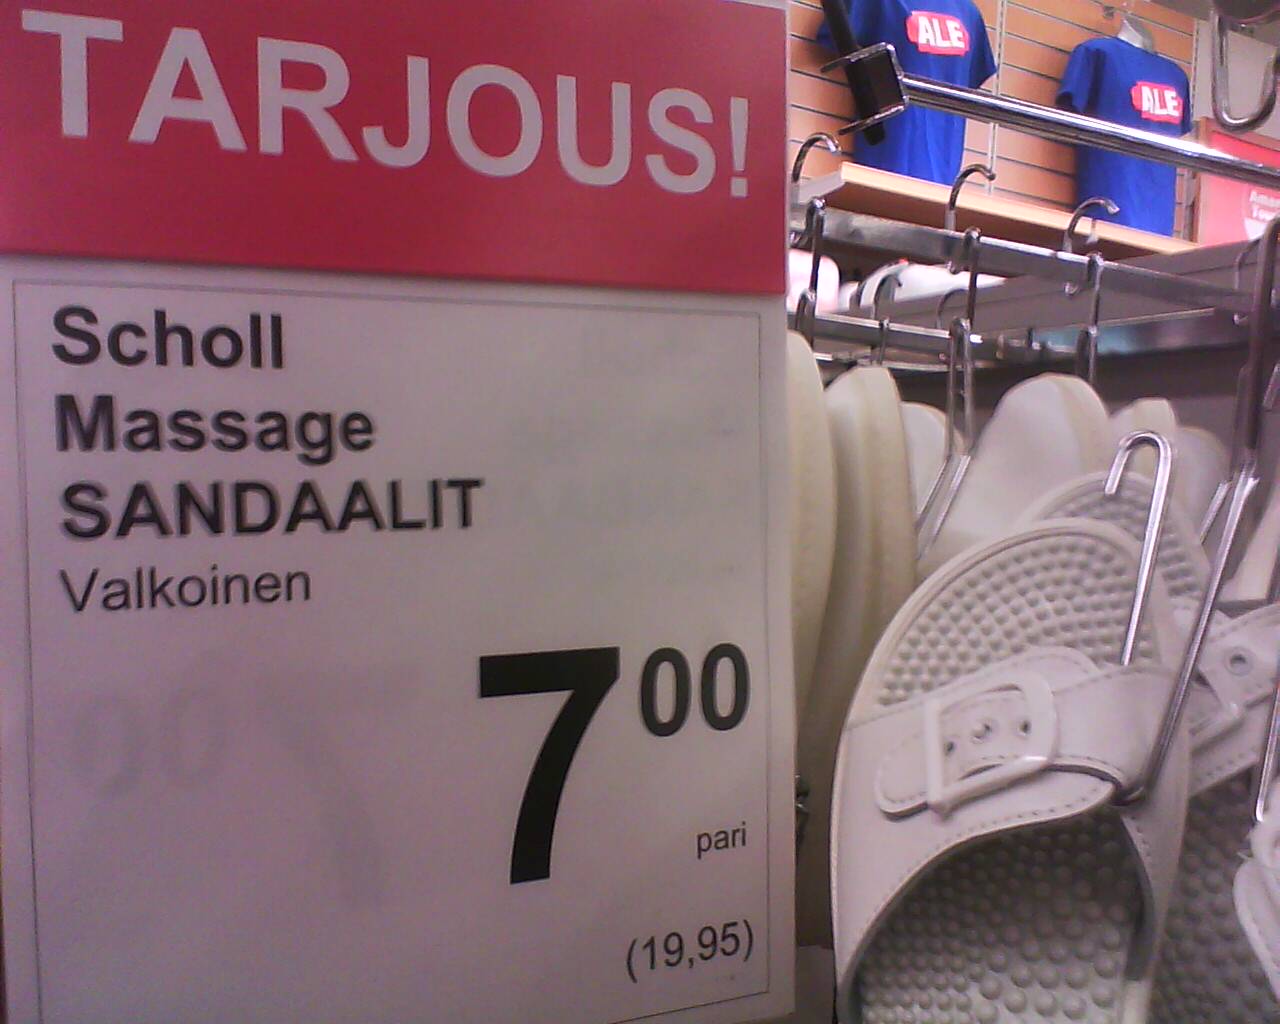 TARJOUS!
Scholl
Massage
SANDAALIT
Valkoinen
7 00
pari
(19,95)
ALE
ALE